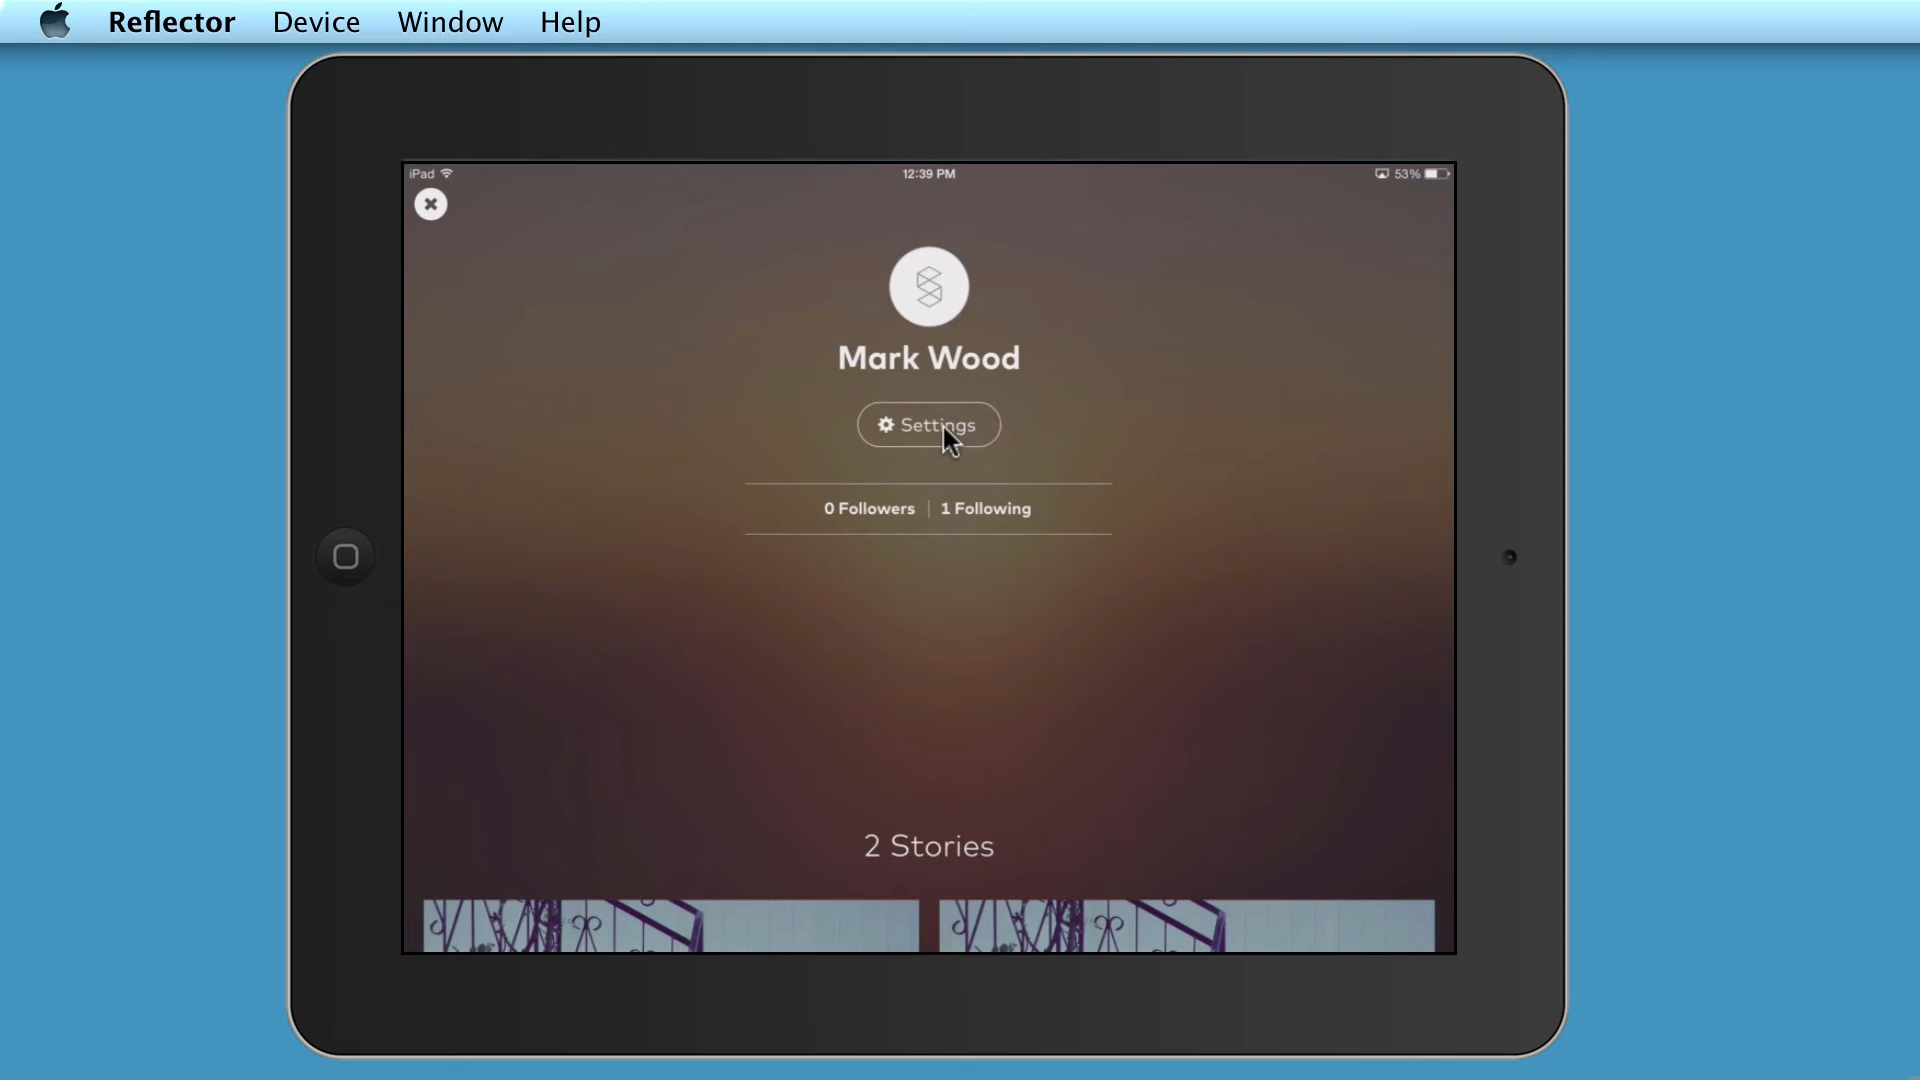 Reflector Device Window Help
iPad 12:39 PM 53%
Mark Wood
Settings
0 Followers | 1 Following
2 Stories